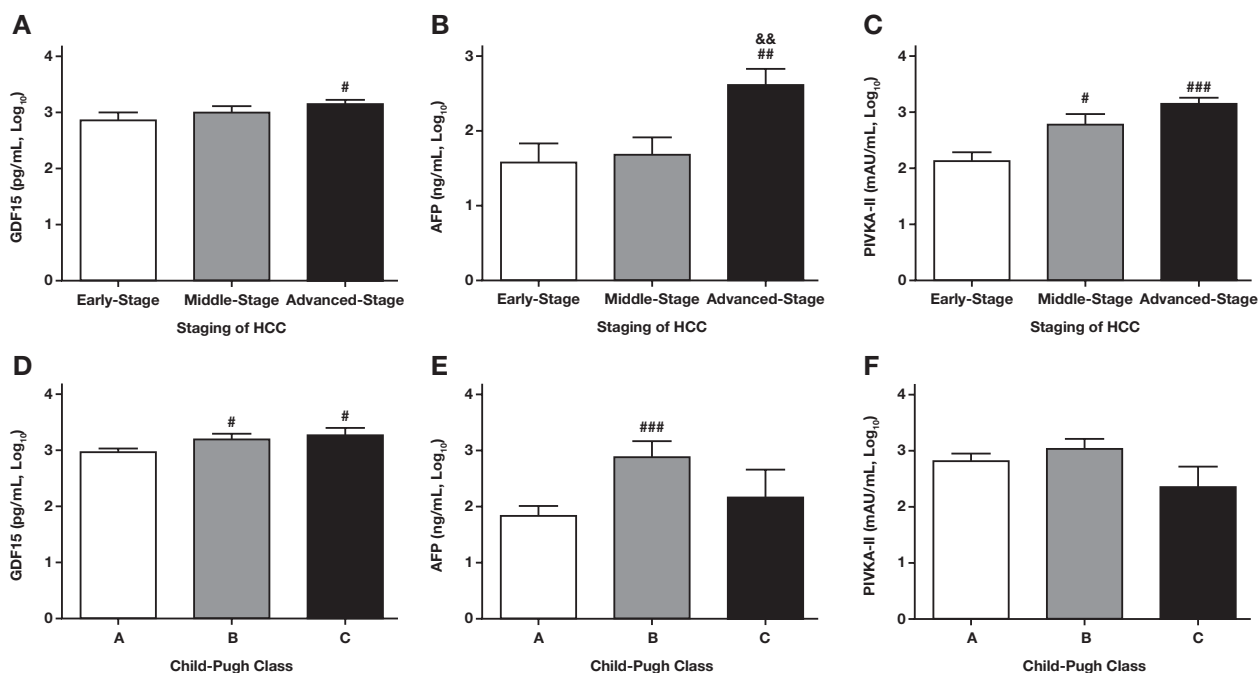 A
GDF15 (pg/mL, Log10)
4
3
2
1
0
#
Early-Stage Middle-Stage Advanced-Stage
Staging of HCC
B
AFP (ng/mL, Log10)
3
2
1
0
&&
##
Early-Stage Middle-Stage Advanced-Stage
Staging of HCC
C
PIVKA-II (mAU/mL, Log10)
4
3
2
1
0
#
###
Early-Stage Middle-Stage Advanced-Stage
Staging of HCC
D
GDF15 (pg/mL, Log10)
4
3
2
1
0
#
#
A B C
Child-Pugh Class
E
AFP (ng/mL, Log10)
4
3
2
1
0
###
A B C
Child-Pugh Class
F
PIVKA-II (mAU/mL, Log10)
4
3
2
1
0
A B C
Child-Pugh Class